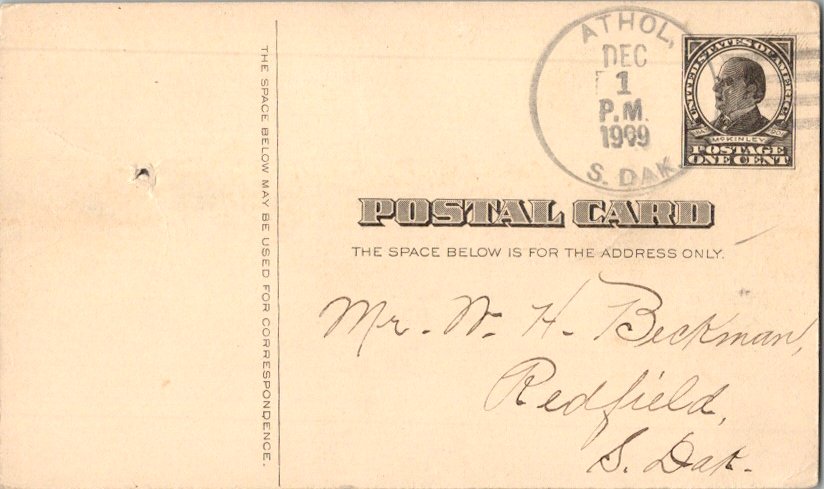 ATHOL,
DEC
1
P.M.
1909
S. DAK
UNITED STATES OF AMERICA
McKINLEY
POSTAGE
ONE CENT
POSTAL CARD
THE SPACE BELOW IS FOR THE ADDRESS ONLY.
THE SPACE BELOW MAY BE USED FOR CORRESPONDENCE.
Mr. W. H. Beckman,
Redfield,
S. Dak.